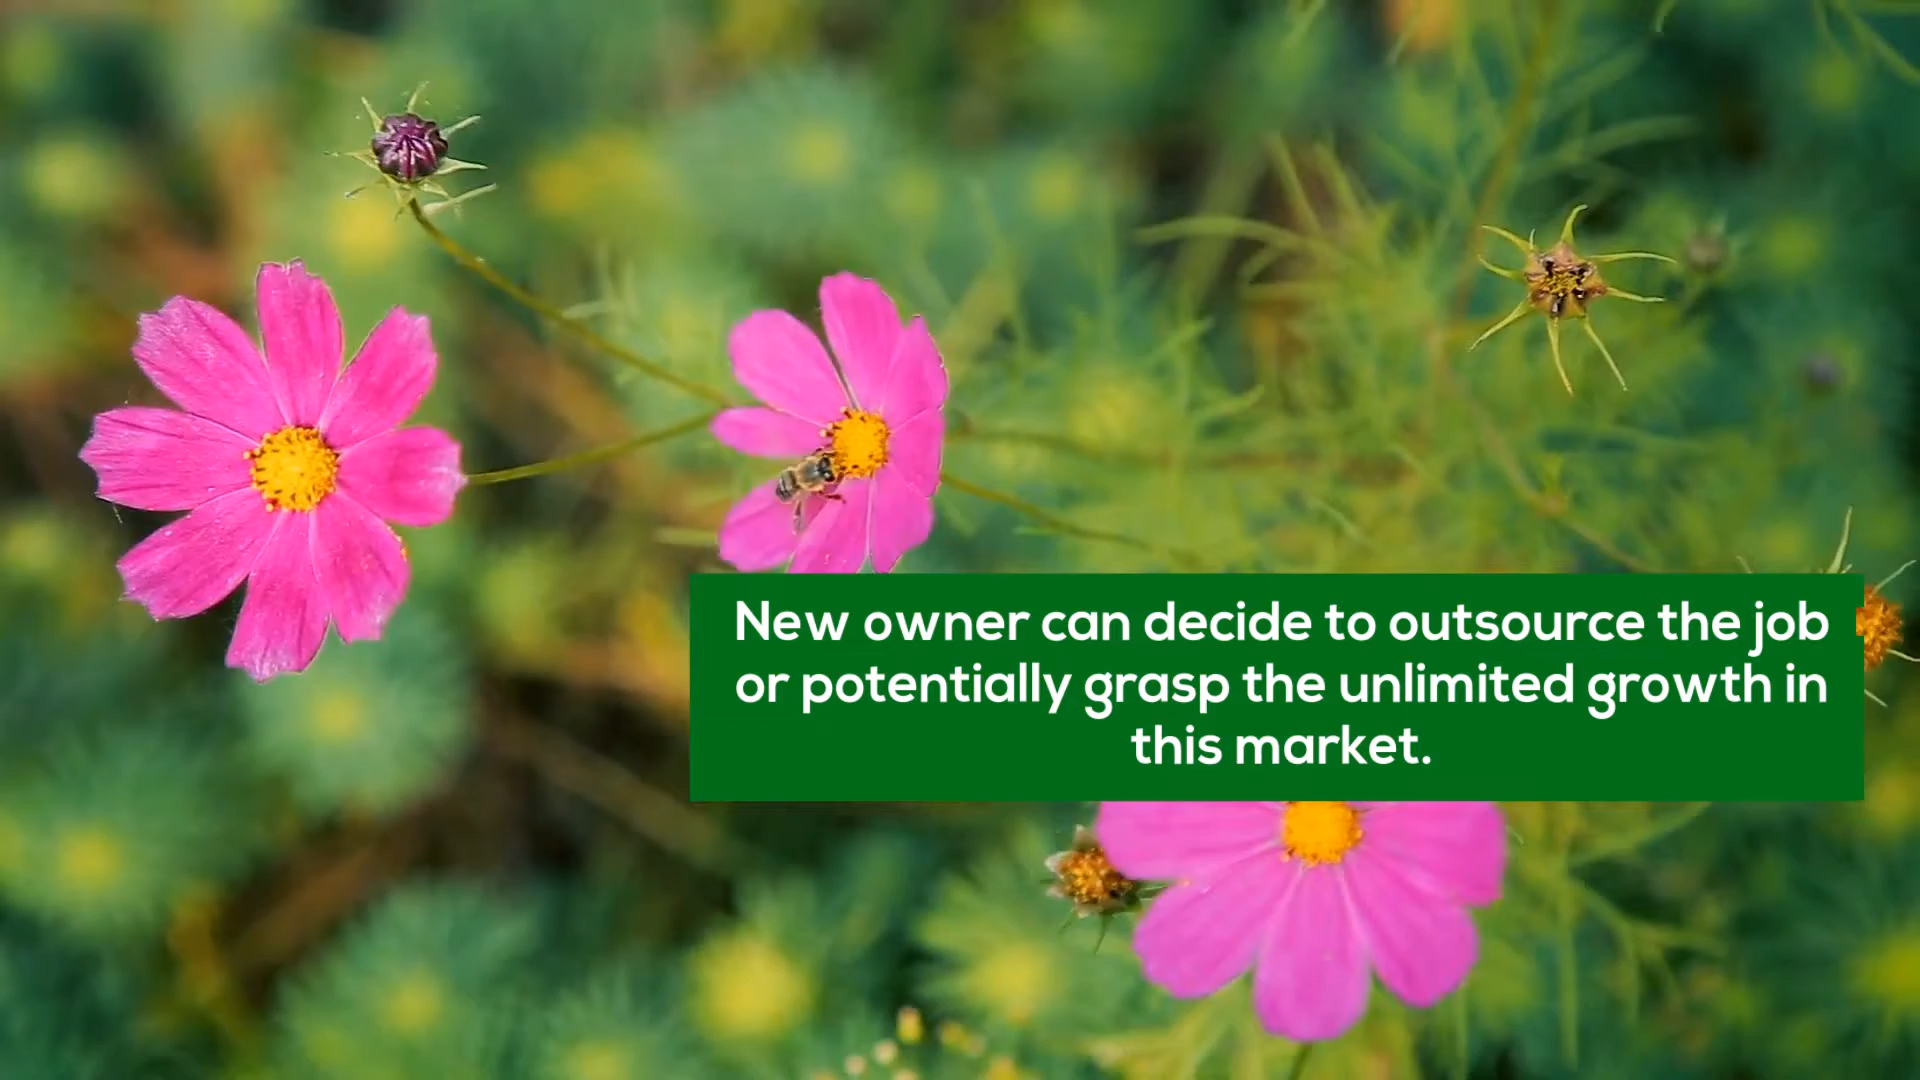 New owner can decide to outsource the job
or potentially grasp the unlimited growth in
this market.